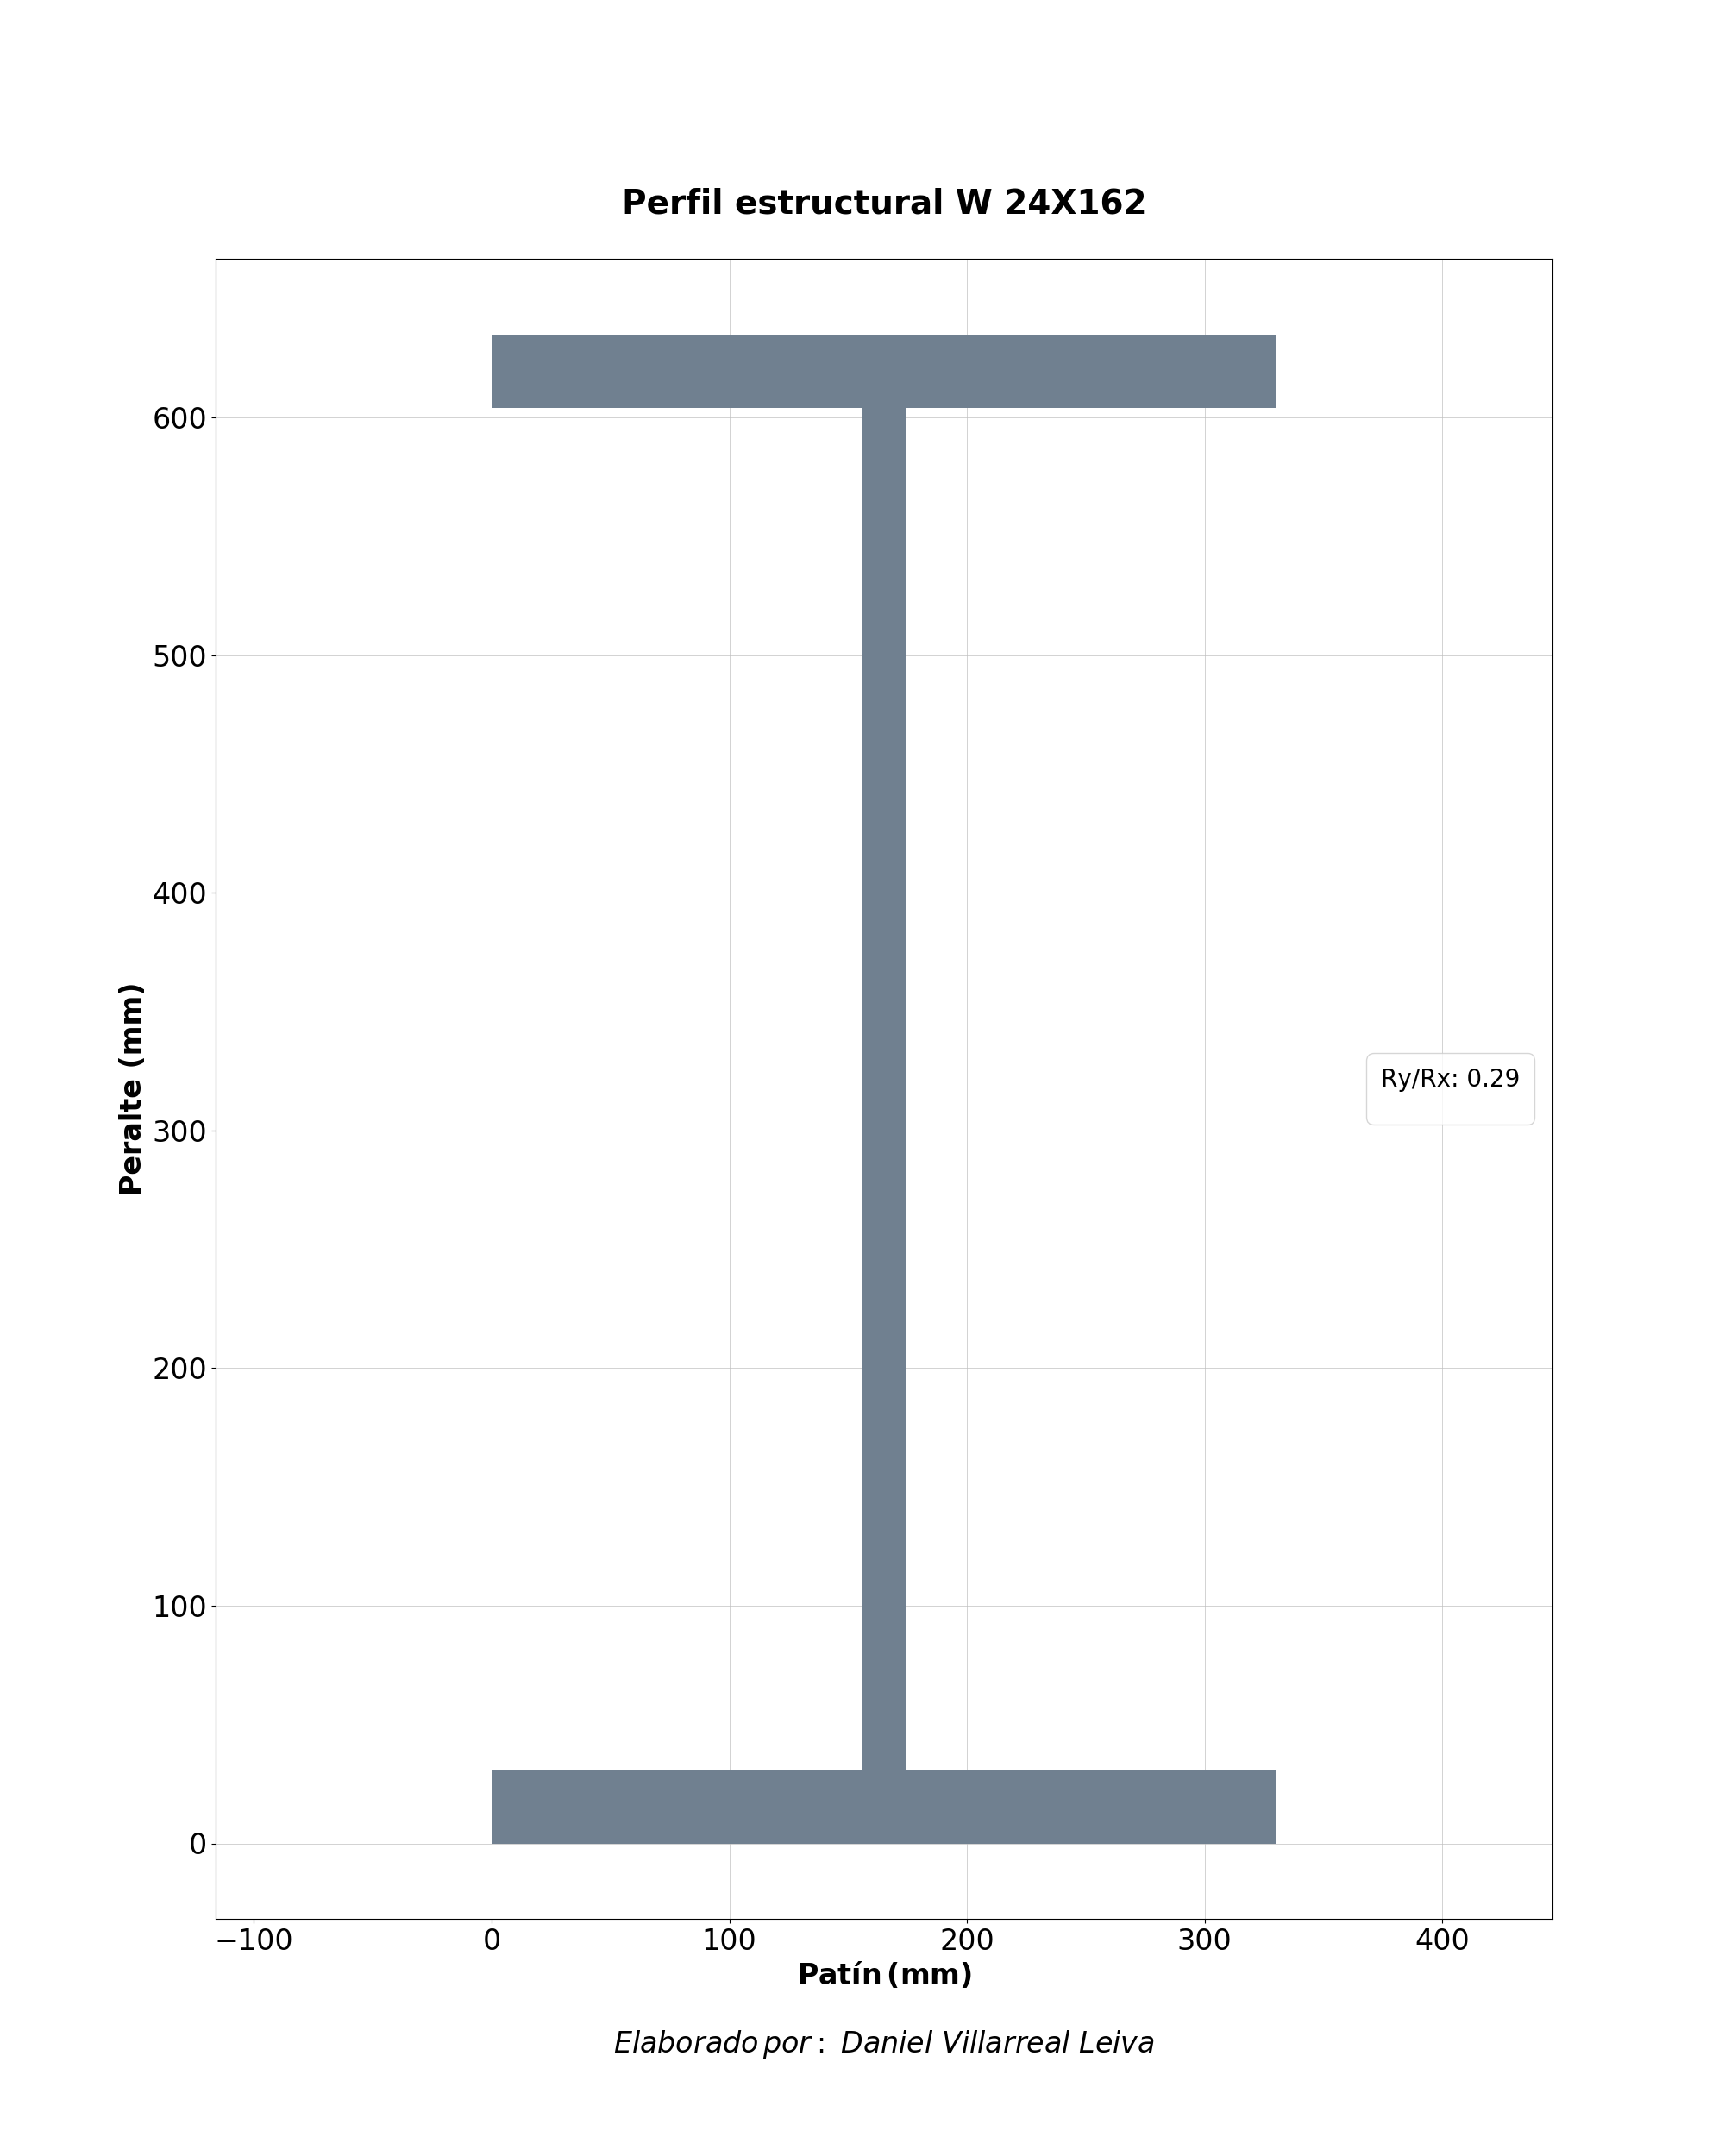 Perfil estructural W 24X162
600
500
400
300
200
100
0
Peralte (mm)
Ry/Rx: 0.29
−100 0 100 200 300 400
Patín (mm)
Elaborado por: Daniel Villarreal Leiva